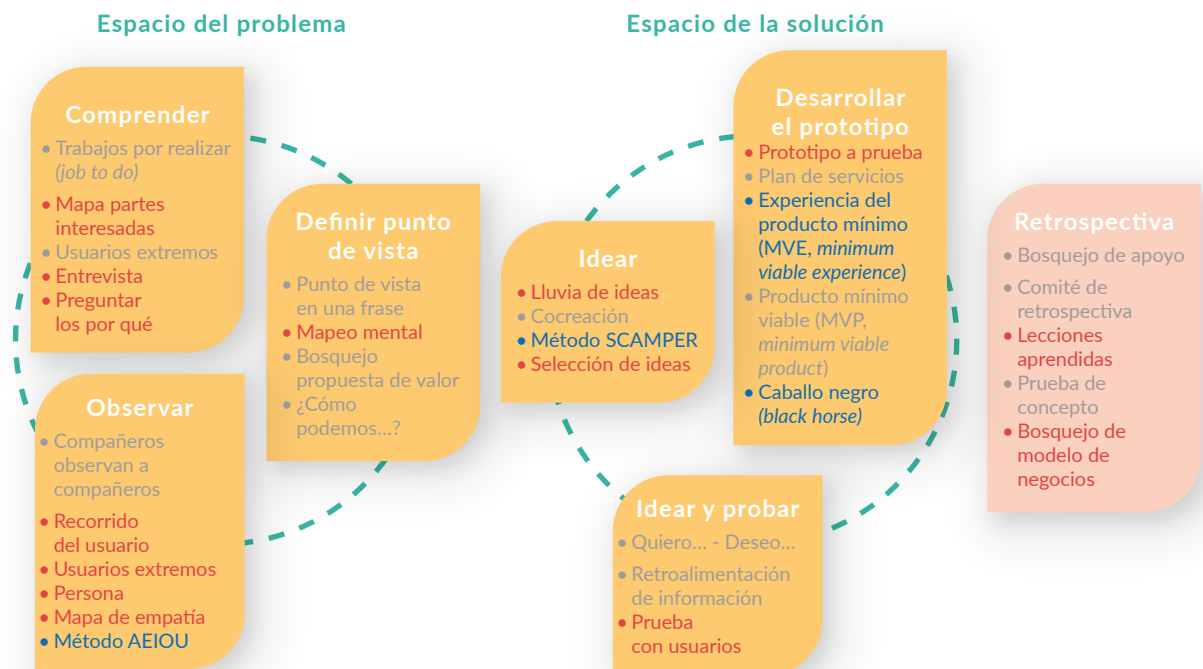 Espacio del problema
Espacio de la solución
Comprender
• Trabajos por realizar
(job to do)
• Mapa partes
interesadas
• Usuarios extremos
• Entrevista
• Preguntar
los por qué
Observar
• Compañeros
observan a
compañeros
• Recorrido
del usuario
• Usuarios extremos
• Persona
• Mapa de empatía
• Método AEIOU
Definir punto
de vista
• Punto de vista
en una frase
• Mapeo mental
• Bosquejo
propuesta de valor
• ¿Cómo
podemos...?
Idear
• Lluvia de ideas
• Cocreación
• Método SCAMPER
• Selección de ideas
Desarrollar
el prototipo
• Prototipo a prueba
• Plan de servicios
• Experiencia del
producto mínimo
(MVE, minimum
viable experience)
• Producto mínimo
viable (MVP,
minimum viable
product)
• Caballo negro
(black horse)
Idear y probar
• Quiero... - Deseo...
• Retroalimentación
de información
• Prueba
con usuarios
Retrospectiva
• Bosquejo de apoyo
• Comité de
retrospectiva
• Lecciones
aprendidas
• Prueba de
concepto
• Bosquejo de
modelo de
negocios